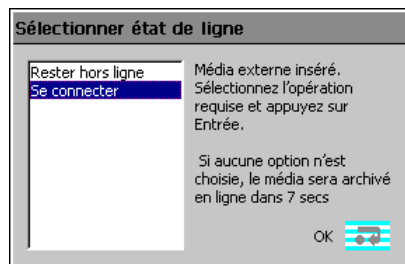 Sélectionner état de ligne
Rester hors ligne
Se connecter
Média externe inséré.
Sélectionnez l'opération
requise et appuyez sur
Entrée.
Si aucune option n'est
choisie, le média sera archivé
en ligne dans 7 secs
OK